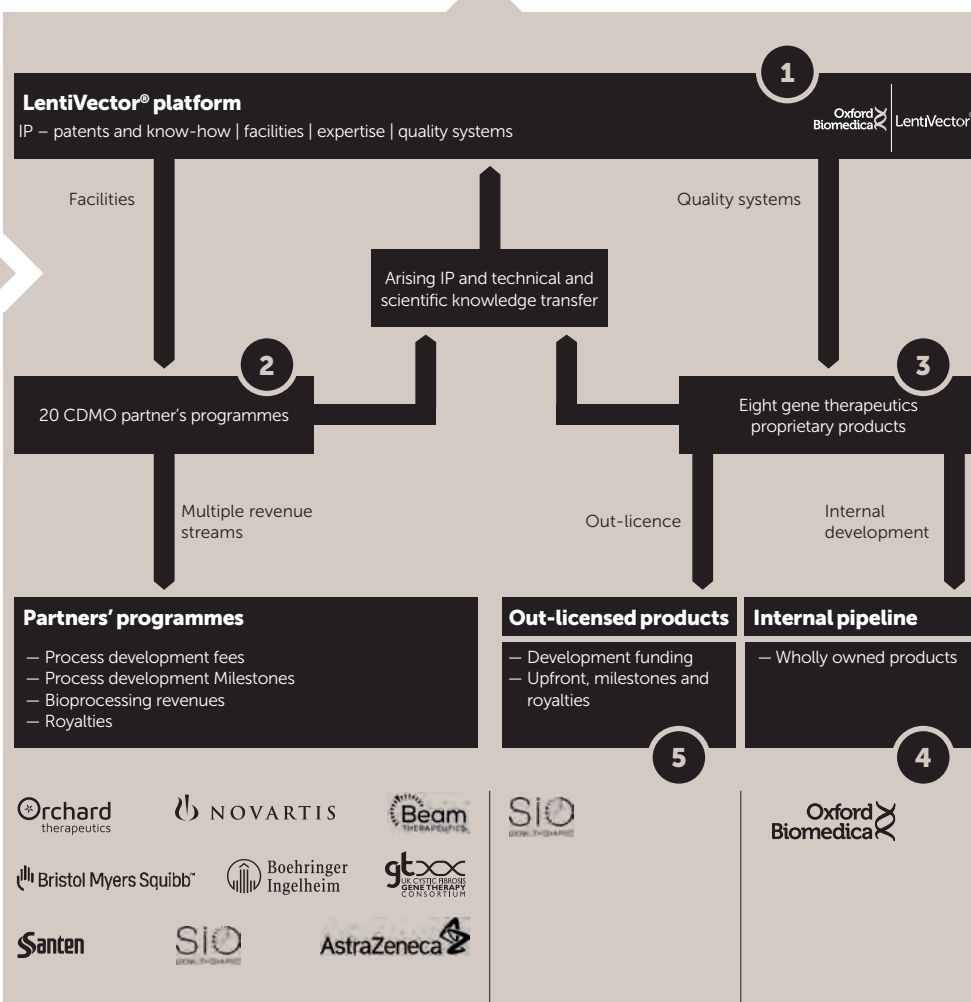 1
LentiVector® platform
IP – patents and know-how | facilities | expertise | quality systems
Oxford
Biomedica
LentiVector®
Facilities
Quality systems
Arising IP and technical and
scientific knowledge transfer
2
20 CDMO partner's programmes
3
Eight gene therapeutics
proprietary products
Multiple revenue
streams
Out-licence
Internal
development
Partners' programmes
— Process development fees
— Process development Milestones
— Bioprocessing revenues
— Royalties
Out-licensed products
— Development funding
— Upfront, milestones and
royalties
5
Internal pipeline
— Wholly owned products
4
Orchard
therapeutics
NOVARTIS
Beam
THERAPEUTICS
SiO
Oxford
Biomedica
Bristol Myers Squibb™
Boehringer
Ingelheim
gt
UK CYSTIC FIBROSIS
GENE THERAPY
CONSORTIUM
Santen
SiO
AstraZeneca